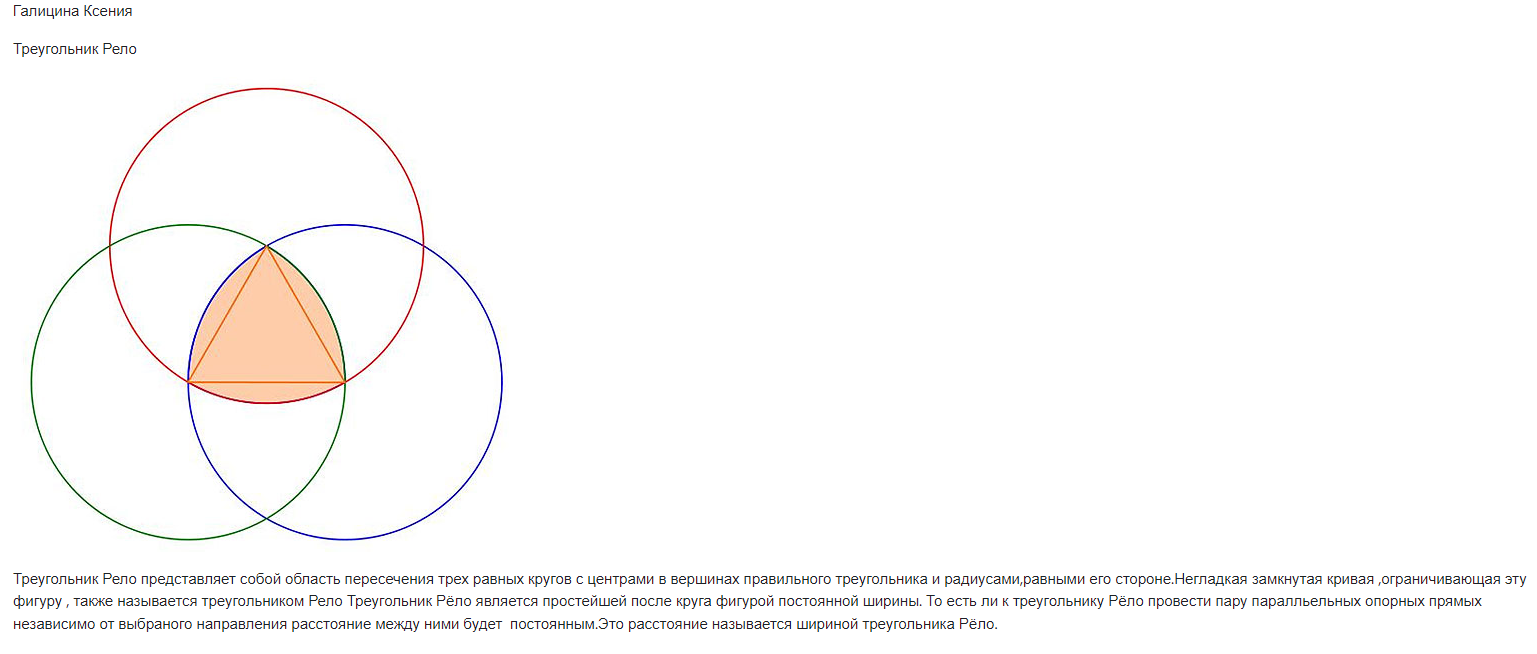 Галицина Ксения
Треугольник Рело
Треугольник Рело представляет собой область пересечения трех равных кругов с центрами в вершинах правильного треугольника и радиусами,равными его стороне.Негладкая замкнутая кривая ,ограничивающая эту
фигуру , также называется треугольником Рело Треугольник Рёло является простейшей после круга фигурой постоянной ширины. То есть ли к треугольнику Рёло провести пару паралльельных опорных прямых
независимо от выбраного направления расстояние между ними будет  постоянным.Это расстояние называется шириной треугольника Рёло.